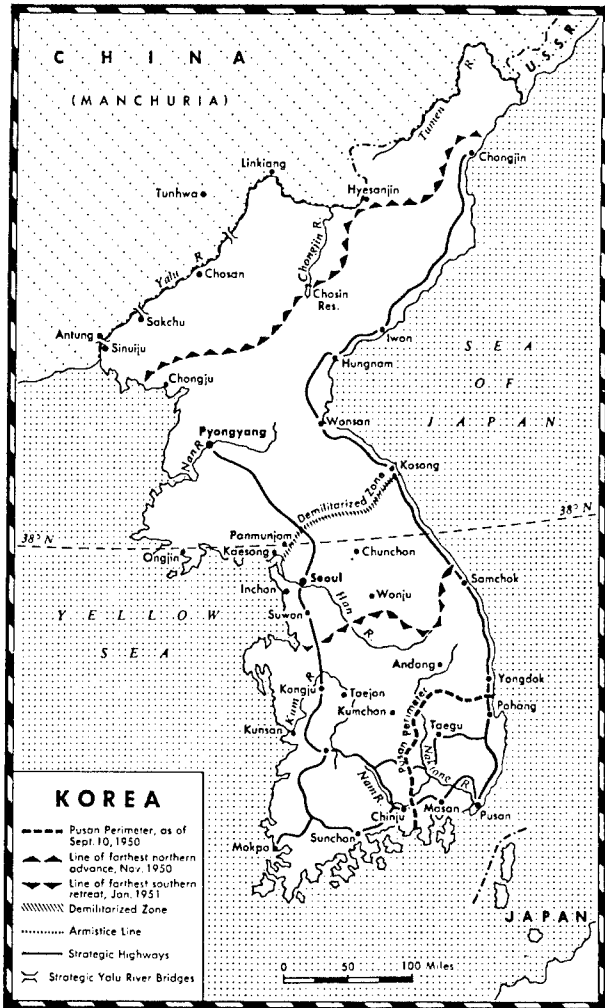 CHINA
(MANCHURIA)
U.S.S.R.
Tumen R.
Chongjin
Linkiang
Tunhwa
Hyesanjin
Chongjin R.
Yalu R.
Chosan
Chosin
Res.
Sakchu
Antung
Sinuiju
Chongju
Iwon
Hungnam
SEA
OF
JAPAN
Wonsan
Pyongyang
Nan R.
Kosong
Demilitarized Zone
38° N
38° N
Panmunjom
Kaesong
Ongjin
Chunchon
Seoul
Inchon
Han R.
Wonju
Samchok
Suwon
YELLOW
SEA
Andong
Yongdok
Kongju
Kum R.
Taejon
Kumchon
Pusan Perimeter
Pohang
Taegu
Kunsan
Naktong R.
Nam R.
Chinju
Masan
Pusan
Sunchon
Mokpo
JAPAN
KOREA
Pusan Perimeter, as of
Sept. 10, 1950
Line of farthest northern
advance, Nov. 1950
Line of farthest southern
retreat, Jan. 1951
Demilitarized Zone
Armistice Line
Strategic Highways
Strategic Yalu River Bridges
0 50 100 Miles